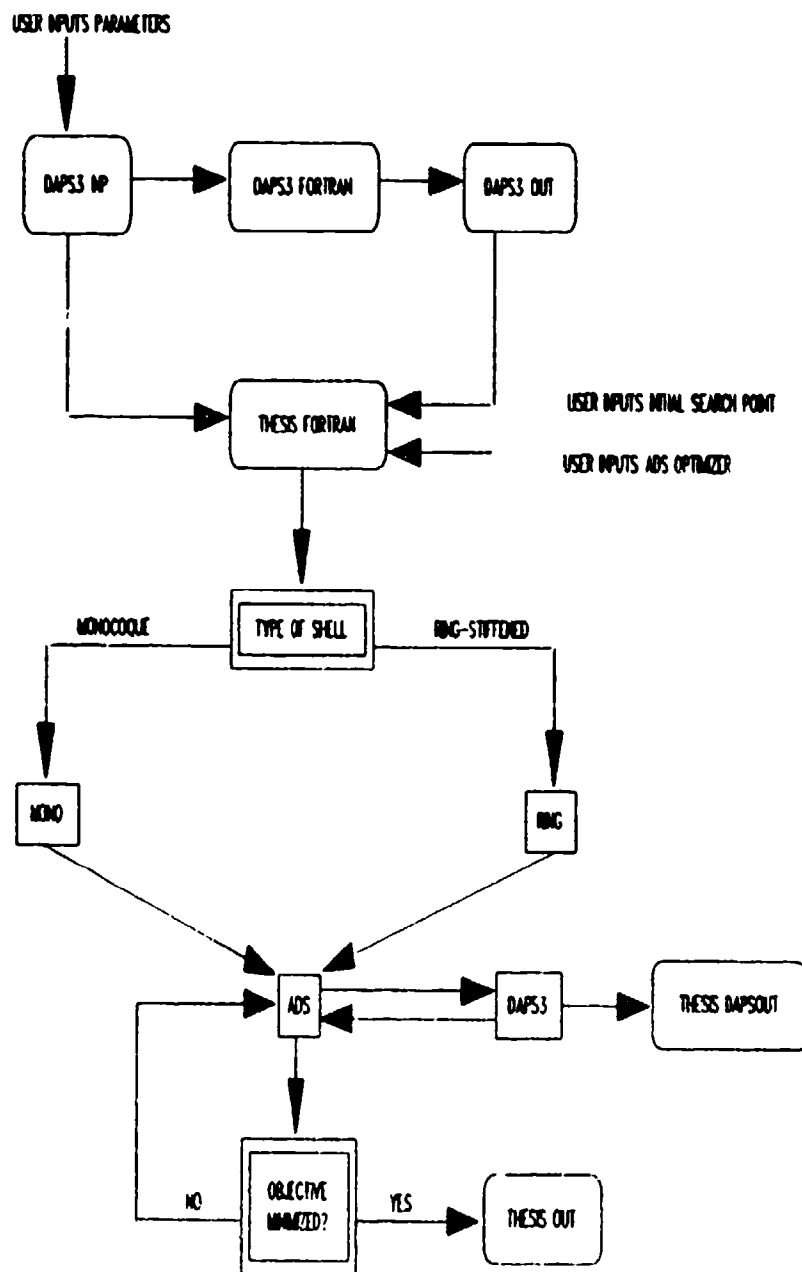 USER INPUTS PARAMETERS
DAPS3 INP
DAPS3 FORTRAN
DAPS3 OUT
THESIS FORTRAN
USER INPUTS INITIAL SEARCH POINT
USER INPUTS ADS OPTIMIZER
MONOCOQUE
TYPE OF SHELL
RING-STIFFENED
MONO
RING
ADS
DAPS3
THESIS DAPSOUT
NO
OBJECTIVE
MINIMIZED?
YES
THESIS OUT